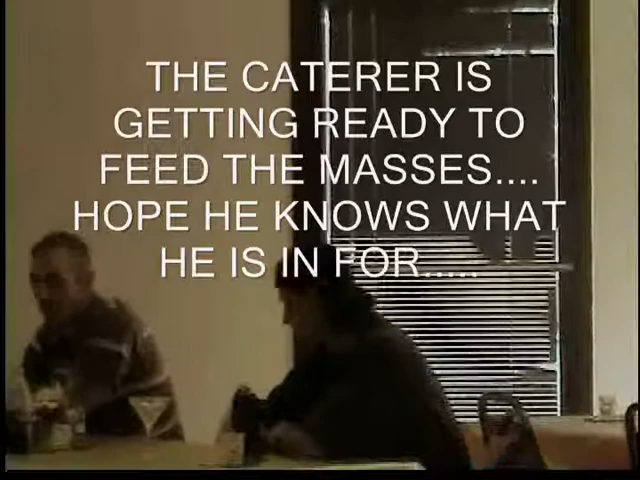 THE CATERER IS
GETTING READY TO
FEED THE MASSES....
HOPE HE KNOWS WHAT
HE IS IN FOR.....